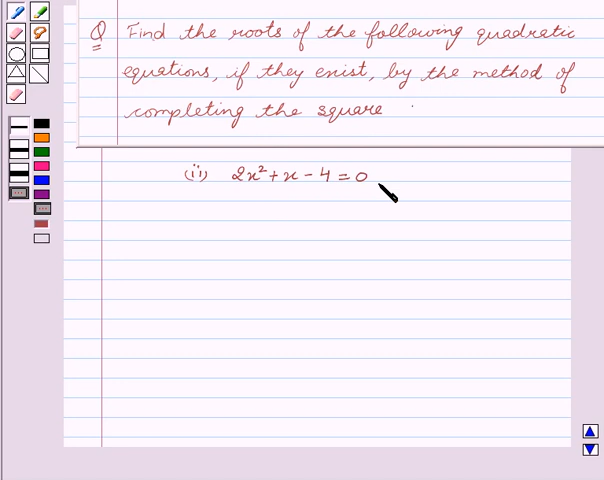 Q Find the roots of the following quadratic
equations, if they exist, by the method of
completing the square
(ii) 2x² + x - 4 = 0